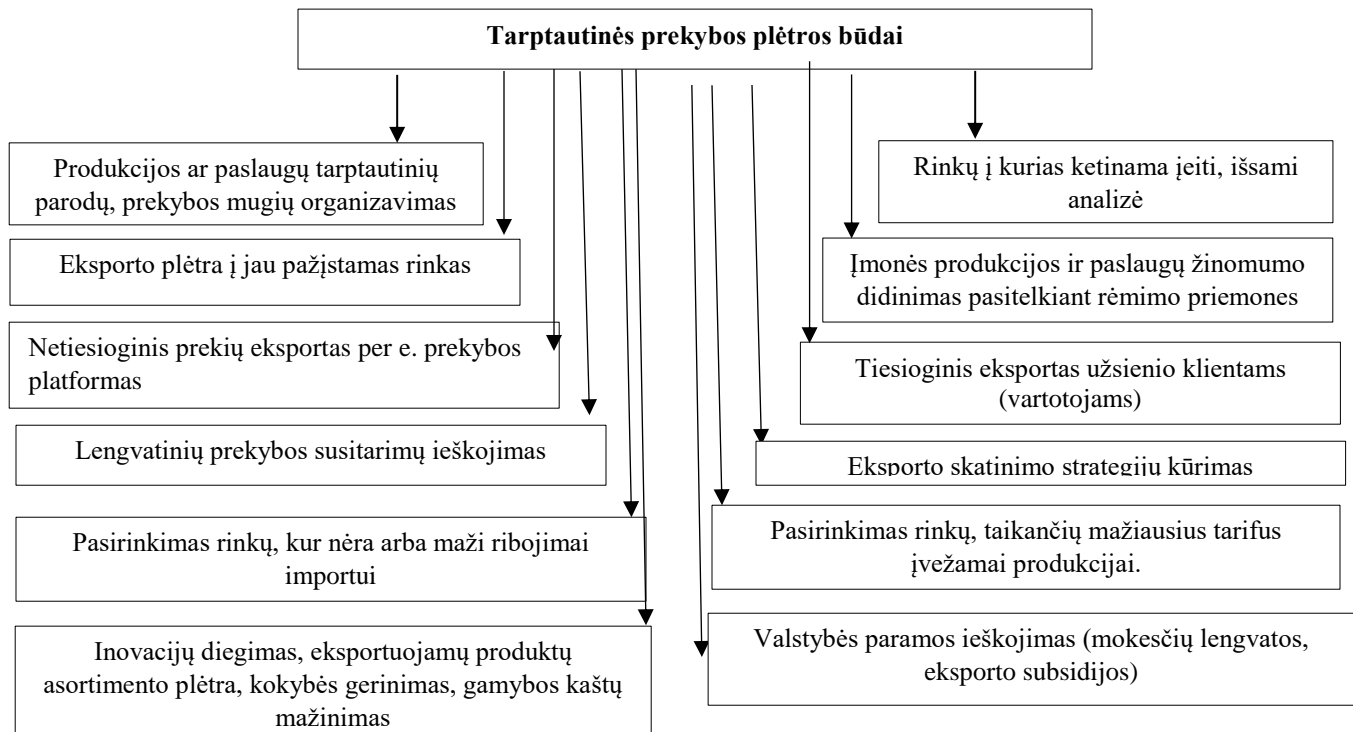 Tarptautinės prekybos plėtros būdai
Produkcijos ar paslaugų tarptautinių
parodų, prekybos mugių organizavimas
Eksporto plėtra į jau pažįstamas rinkas
Netiesioginis prekių eksportas per e. prekybos
platformas
Lengvatinių prekybos susitarimų ieškojimas
Pasirinkimas rinkų, kur nėra arba maži ribojimai
importui
Inovacijų diegimas, eksportuojamų produktų
asortimento plėtra, kokybės gerinimas, gamybos kaštų
mažinimas
Rinkų į kurias ketinama įeiti, išsami
analizė
Įmonės produkcijos ir paslaugų žinomumo
didinimas pasitelkiant rėmimo priemones
Tiesioginis eksportas užsienio klientams
(vartotojams)
Eksporto skatinimo strategijų kūrimas
Pasirinkimas rinkų, taikančių mažiausius tarifus
įvežamai produkcijai.
Valstybės paramos ieškojimas (mokesčių lengvatos,
eksporto subsidijos)